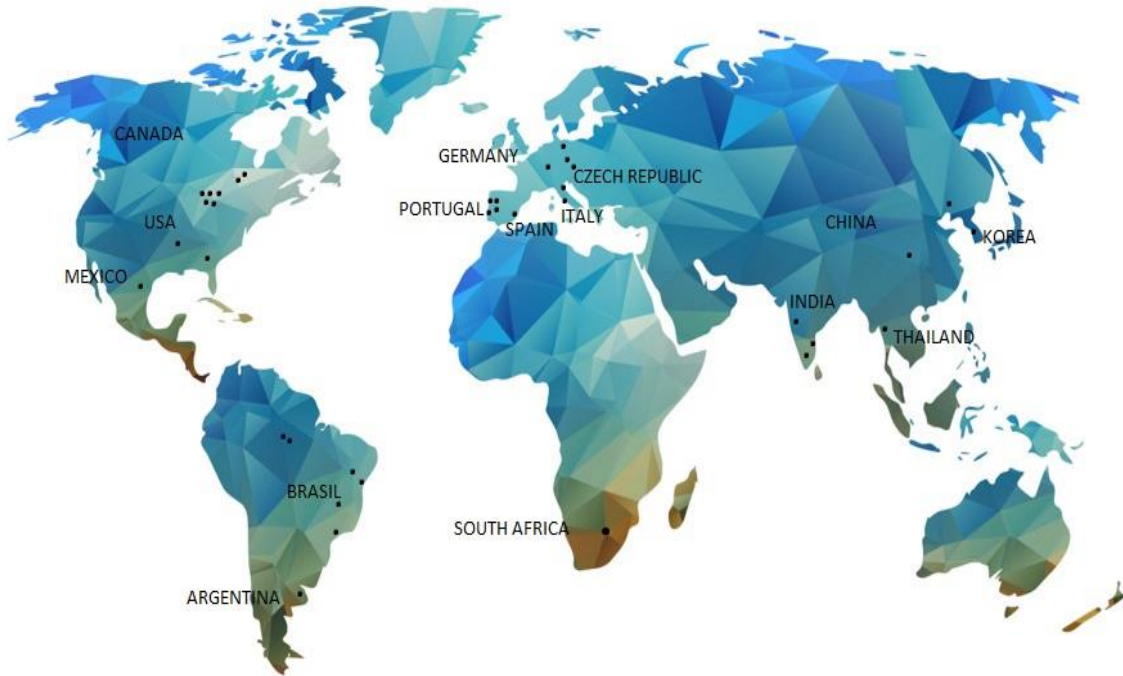 CANADA
GERMANY
CZECH REPUBLIC
PORTUGAL
ITALY
USA
SPAIN
CHINA
KOREA
MEXICO
INDIA
THAILAND
BRASIL
SOUTH AFRICA
ARGENTINA